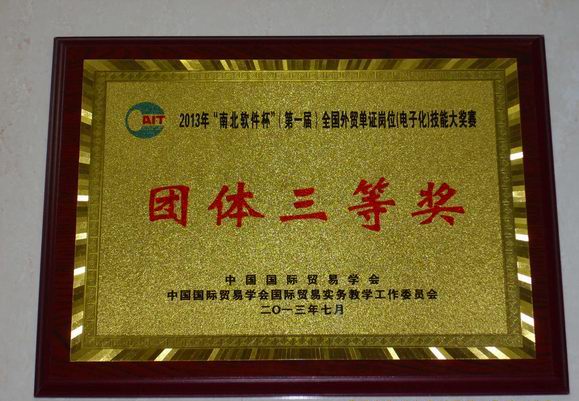 CAIT 2013年“南北软件杯”(第一届)全国外贸单证岗位(电子化)技能大奖赛
团体三等奖
中国国际贸易学会
中国国际贸易学会国际贸易实务教学工作委员会
二〇一三年七月